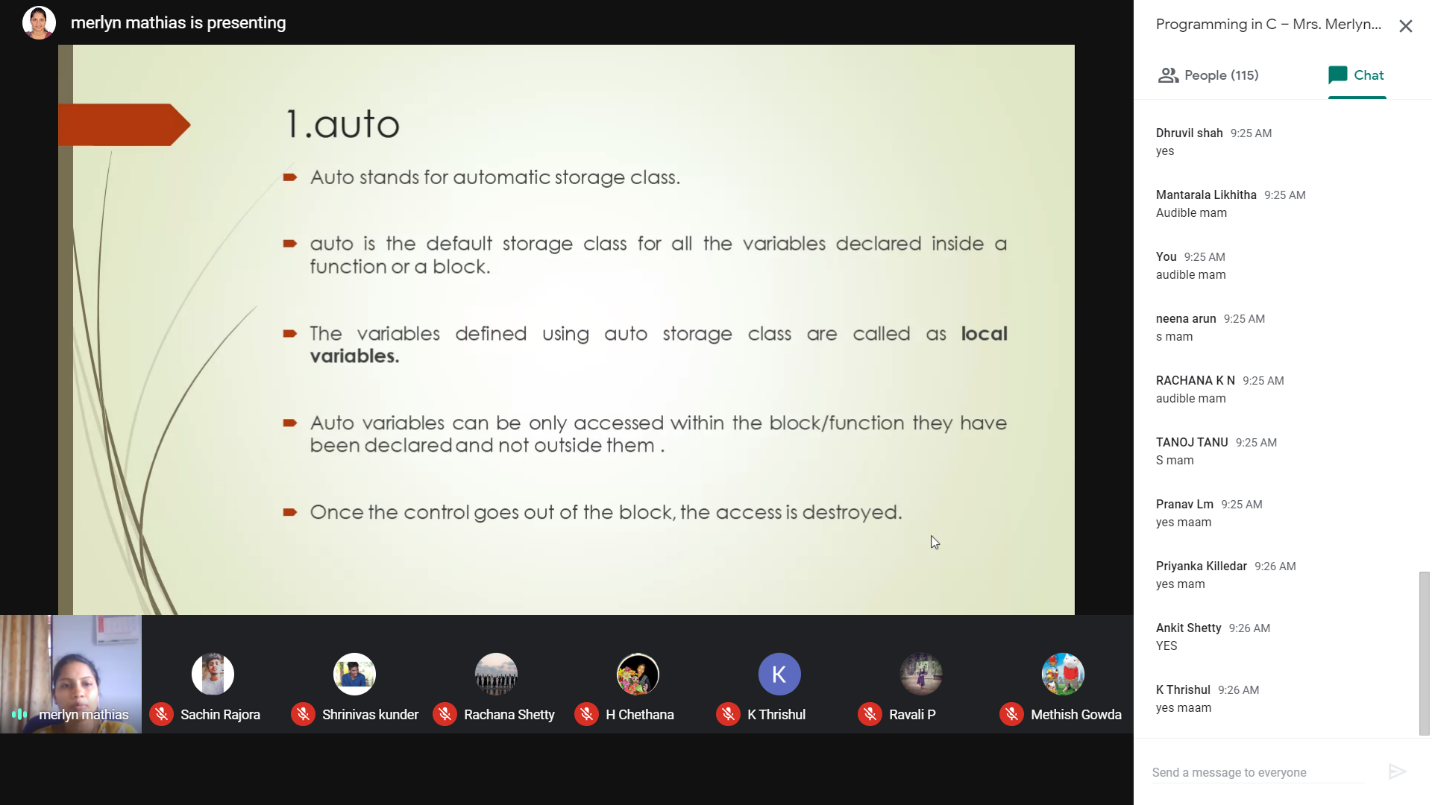 merlyn mathias is presenting
1.auto
Auto stands for automatic storage class.
auto is the default storage class for all the variables declared inside a
function or a block.
The variables defined using auto storage class are called as local
variables.
Auto variables can be only accessed within the block/function they have
been declared and not outside them .
Once the control goes out of the block, the access is destroyed.
merlyn mathias
Sachin Rajora
Shrinivas kunder
Rachana Shetty
H Chethana
K
K Thrishul
Ravali P
Methish Gowda
Programming in C – Mrs. Merlyn...
People (115)
Chat
Dhruvil shah 9:25 AM
yes
Mantarala Likhitha 9:25 AM
Audible mam
You 9:25 AM
audible mam
neena arun 9:25 AM
s mam
RACHANA K N 9:25 AM
audible mam
TANOJ TANU 9:25 AM
S mam
Pranav Lm 9:25 AM
yes maam
Priyanka Killedar 9:26 AM
yes mam
Ankit Shetty 9:26 AM
YES
K Thrishul 9:26 AM
yes maam
Send a message to everyone